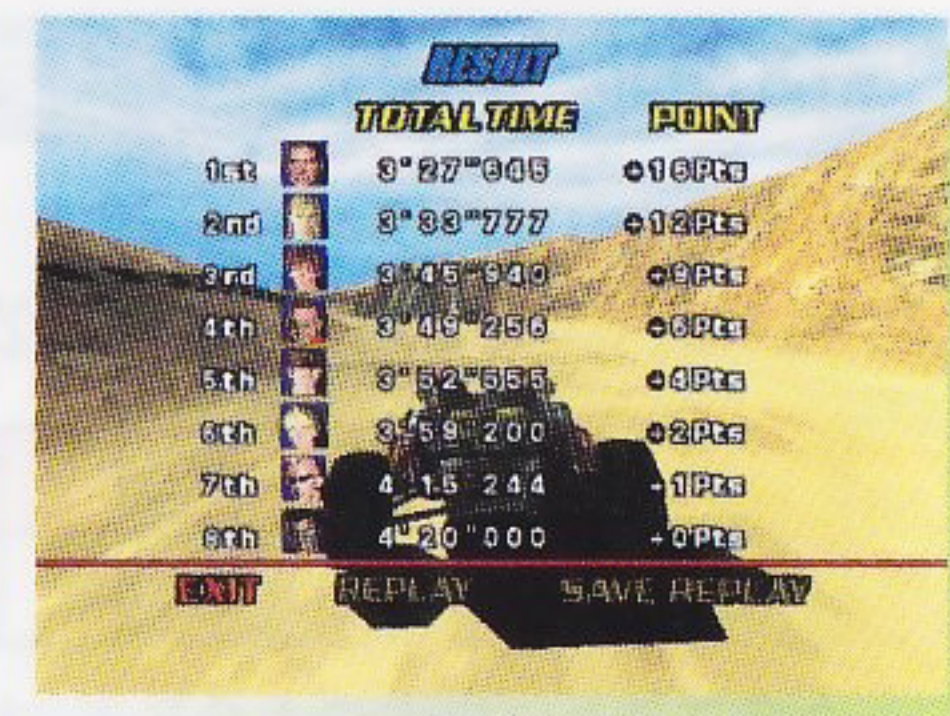 RESULT
TOTAL TIME POINT
1st 3"27"845 +16Pts
2nd 3"33"777 +12Pts
3rd 3"45"940 +9Pts
4th 3"49"256 +6Pts
5th 3"52"555 +4Pts
6th 3"59"200 +2Pts
7th 4"15"244 +1Pts
8th 4"20"000 +0Pts
EXIT REPLAY SAVE REPLAY